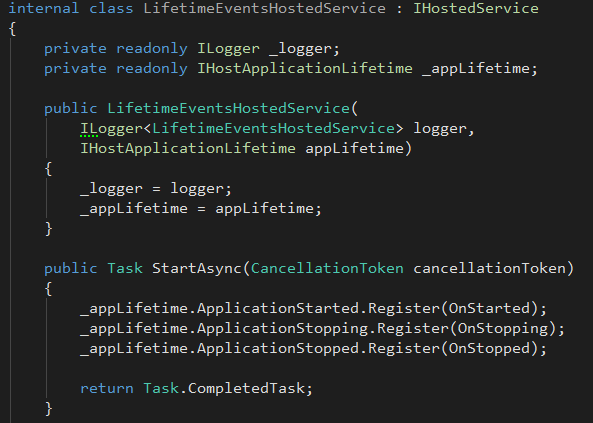 internal class LifetimeEventsHostedService : IHostedService
{
    private readonly ILogger _logger;
    private readonly IHostApplicationLifetime _appLifetime;

    public LifetimeEventsHostedService(
        ILogger<LifetimeEventsHostedService> logger,
        IHostApplicationLifetime appLifetime)
    {
        _logger = logger;
        _appLifetime = appLifetime;
    }

    public Task StartAsync(CancellationToken cancellationToken)
    {
        _appLifetime.ApplicationStarted.Register(OnStarted);
        _appLifetime.ApplicationStopping.Register(OnStopping);
        _appLifetime.ApplicationStopped.Register(OnStopped);

        return Task.CompletedTask;
    }